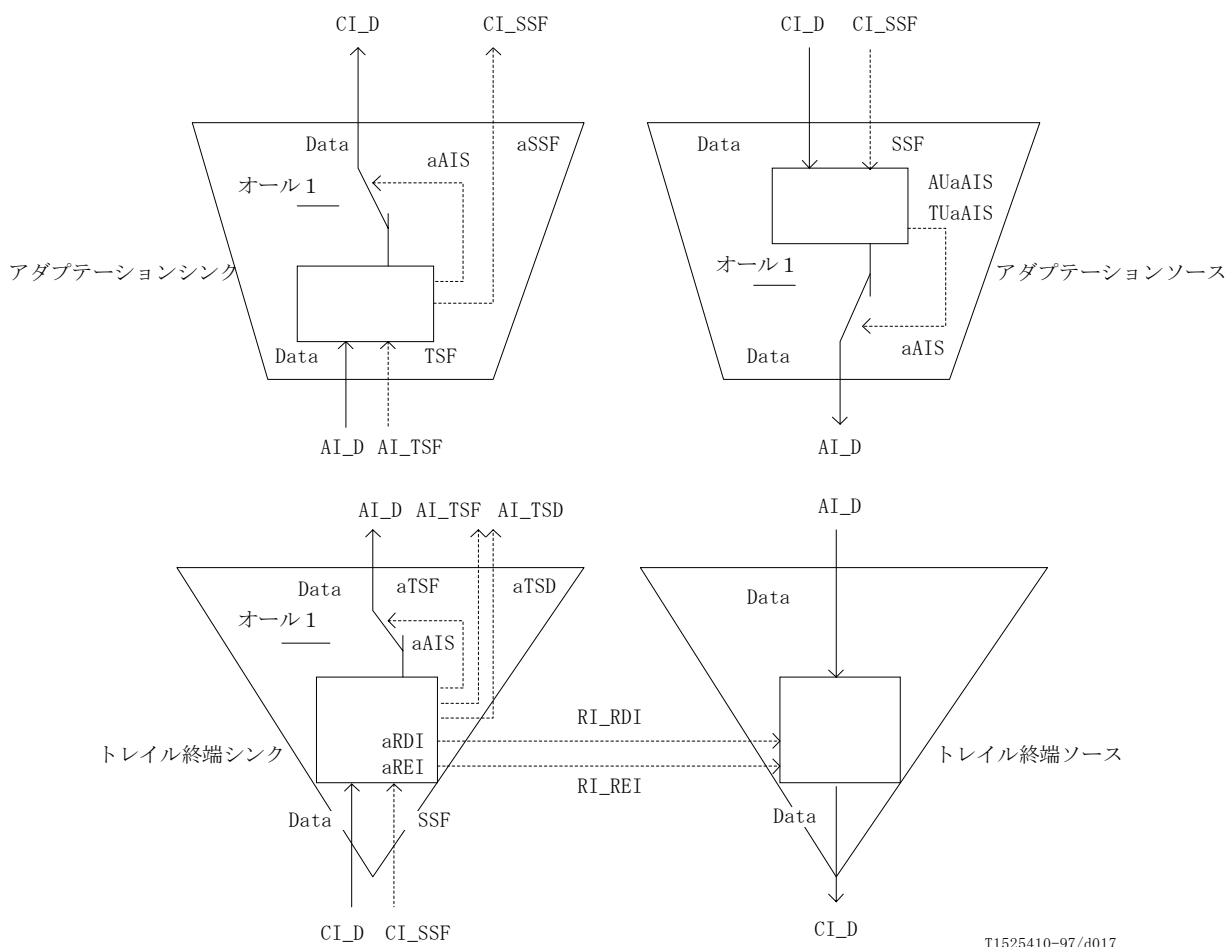 CI_D CI_SSF CI_D CI_SSF
Data aSSF Data SSF
aAIS
オール1
AUaAIS
TUaAIS
オール1
アダプテーションシンク
アダプテーションソース
Data TSF Data aAIS
AI_D AI_TSF AI_D
AI_D AI_TSF AI_TSD AI_D
Data aTSF aTSD Data
オール1
aAIS
RI_RDI
aRDI
トレイル終端シンク
トレイル終端ソース
aREI
RI_REI
Data SSF Data
CI_D CI_SSF CI_D
T1525410-97/d017